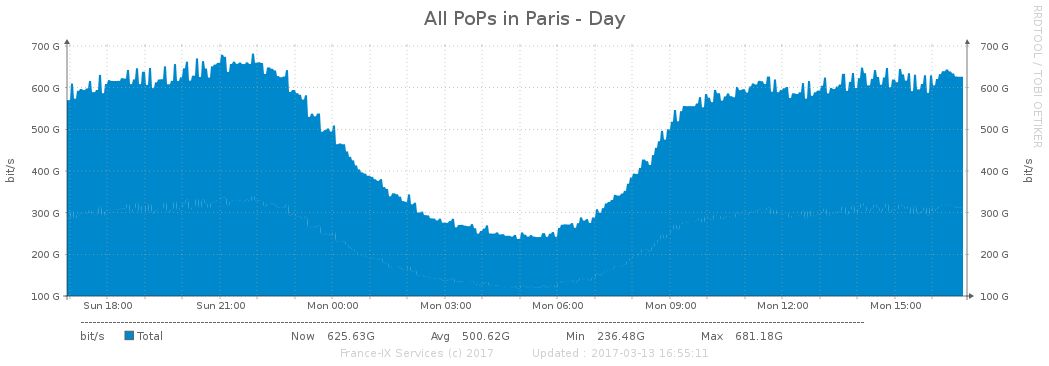 All PoPs in Paris - Day
RRDTOOL / TOBI OETIKER
bit/s
700 G
600 G
500 G
400 G
300 G
200 G
100 G
700 G
600 G
500 G
400 G
300 G
200 G
100 G
bit/s
Sun 18:00 Sun 21:00 Mon 00:00 Mon 03:00 Mon 06:00 Mon 09:00 Mon 12:00 Mon 15:00
bit/s Total Now 625.63G Avg 500.62G Min 236.48G Max 681.18G
France-IX Services (c) 2017 Updated : 2017-03-13 16:55:11